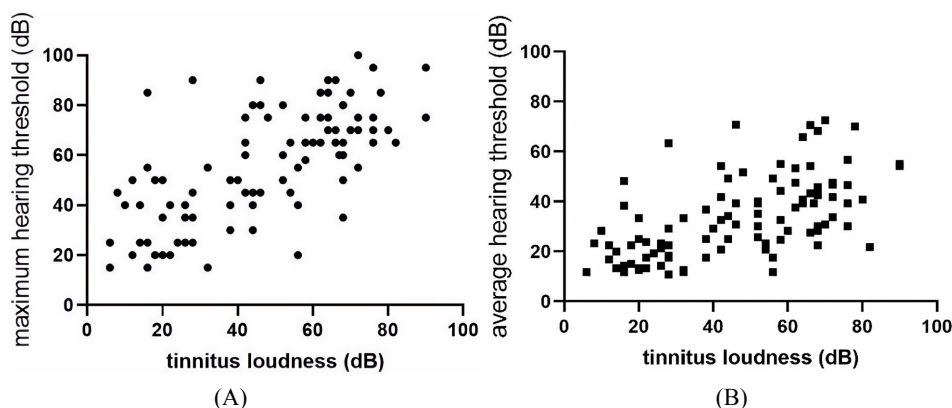 maximum hearing threshold (dB)
100
80
60
40
20
0
0 20 40 60 80 100
tinnitus loudness (dB)
(A)
average hearing threshold (dB)
100
80
60
40
20
0
0 20 40 60 80 100
tinnitus loudness (dB)
(B)